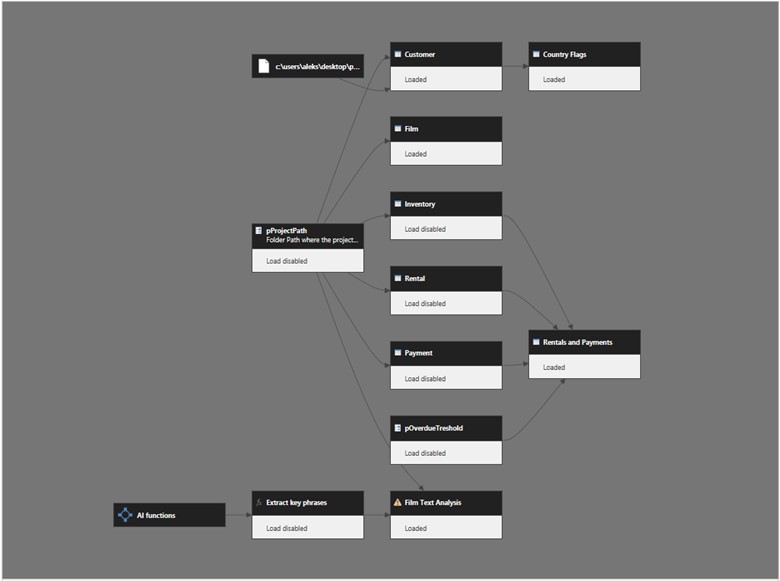 Customer
Loaded
Country Flags
Loaded
c:\users\aleks\desktop\p...
Film
Loaded
Inventory
Load disabled
pProjectPath
Folder Path where the project...
Load disabled
Rental
Load disabled
Payment
Load disabled
Rentals and Payments
Loaded
pOverdueTreshold
Load disabled
AI functions
fx Extract key phrases
Load disabled
Film Text Analysis
Loaded